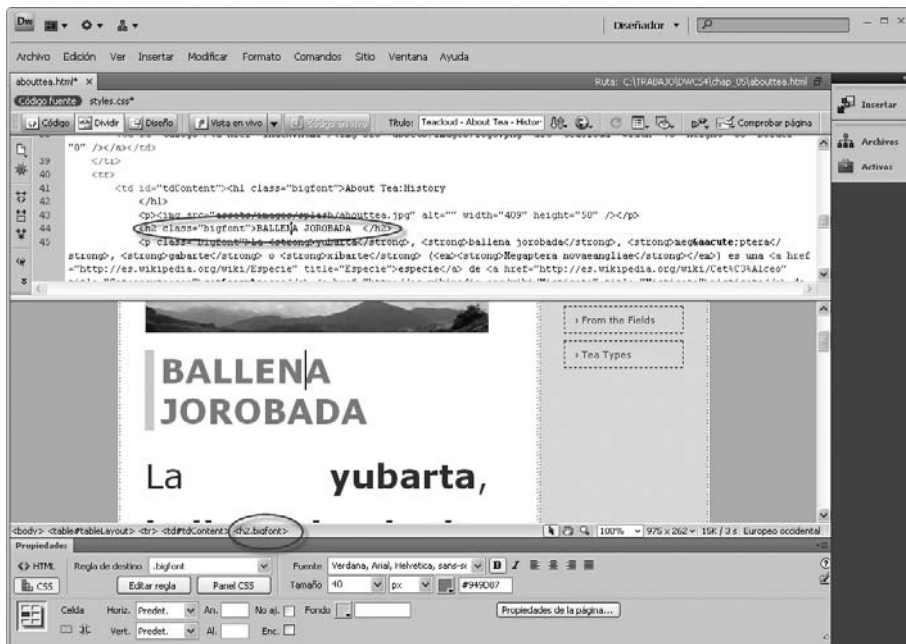 Dw
Diseñador
Archivo Edición Ver Insertar Modificar Formato Comandos Sitio Ventana Ayuda
abouttea.html* ×
Ruta: C:\TRABAJO\DWCS4\chap_05\abouttea.html
Código fuente styles.css*
Código Dividir Diseño Vista en vivo Código en vivo Título: Teacloud - About Tea - Histor Comprobar página
"0" /></a></td>
39 </tr>
40 <tr>
41 <td id="tdContent"><h1 class="bigfont">About Tea:History
42 </h1>
43 <p><img src="assets/images/splash/abouttea.jpg" alt="" width="409" height="50" /></p>
44 <h2 class="bigfont">BALLENA JOROBADA </h2>
45 <p class="bigfont">La <strong>yubarta</strong>, <strong>ballena jorobada</strong>, <strong>meg&aacute;ptera</
strong>, <strong>gubarte</strong> o <strong>xibarte</strong> (<em><strong>Megaptera novaeangliae</strong></em>) es una <a href
="http://es.wikipedia.org/wiki/Especie" title="Especie">especie</a> de <a href="http://es.wikipedia.org/wiki/Cet%C3%A1ceo"
Insertar
Archivos
Activos
› From the Fields
› Tea Types
BALLENA
JOROBADA
La yubarta,
<body> <table#tableLayout> <tr> <td#tdContent> <h2.bigfont>
100% 975 x 262 15K / 3 s Europeo occidental
Propiedades
<> HTML Regla de destino .bigfont Fuente Verdana, Arial, Helvetica, sans-se B I
CSS Editar regla Panel CSS Tamaño 40 px #949D07
Celda Horiz. Predet. An. No aj. Fondo Propiedades de la página...
Vert. Predet. Al. Enc.